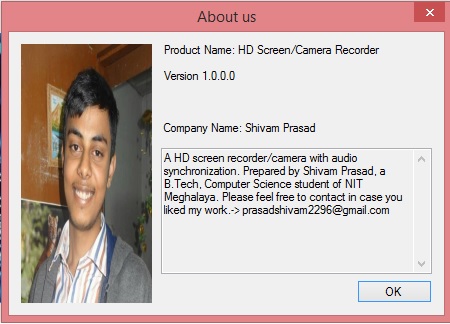 About us
Product Name: HD Screen/Camera Recorder
Version 1.0.0.0
Company Name: Shivam Prasad
A HD screen recorder/camera with audio
synchronization. Prepared by Shivam Prasad, a
B.Tech, Computer Science student of NIT
Meghalaya. Please feel free to contact in case you
liked my work.-> prasadshivam2296@gmail.com
OK